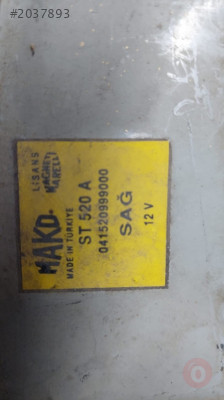 #2037893
LİSANS
MAGNETI
MARELLI
MAKO
MADE IN TÜRKİYE
ST 520 A
041520999000
SAĞ
12 V